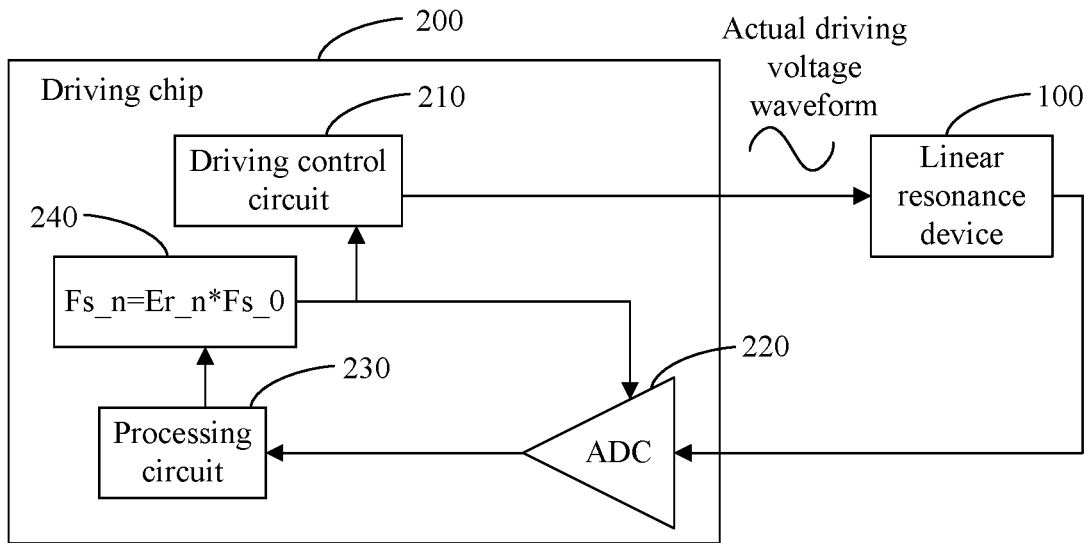 200
Actual driving
voltage
waveform
Driving chip
210
100
Driving control
circuit
Linear
resonance
device
240
Fs_n=Er_n*Fs_0
230
220
Processing
circuit
ADC